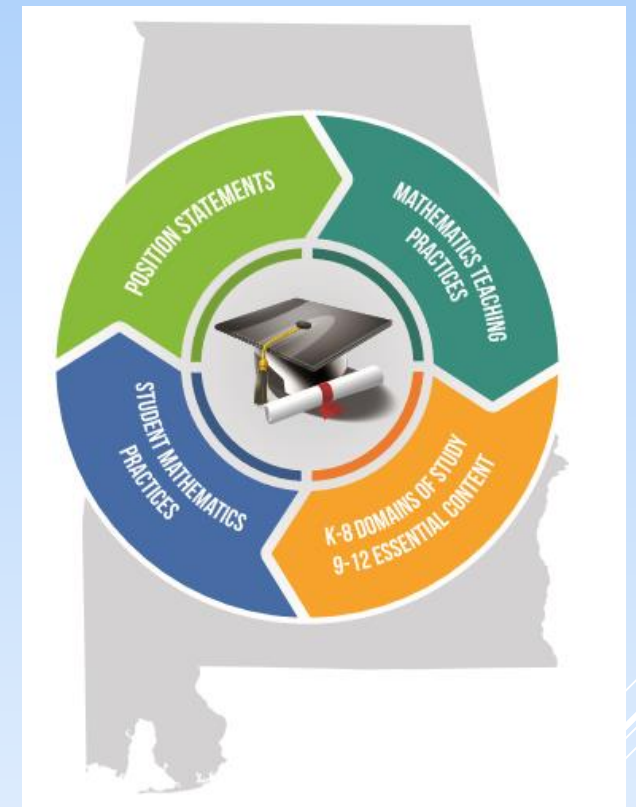 POSITION STATEMENTS
MATHEMATICS TEACHING
PRACTICES
STUDENT MATHEMATICS
PRACTICES
K-8 DOMAINS OF STUDY
9-12 ESSENTIAL CONTENT